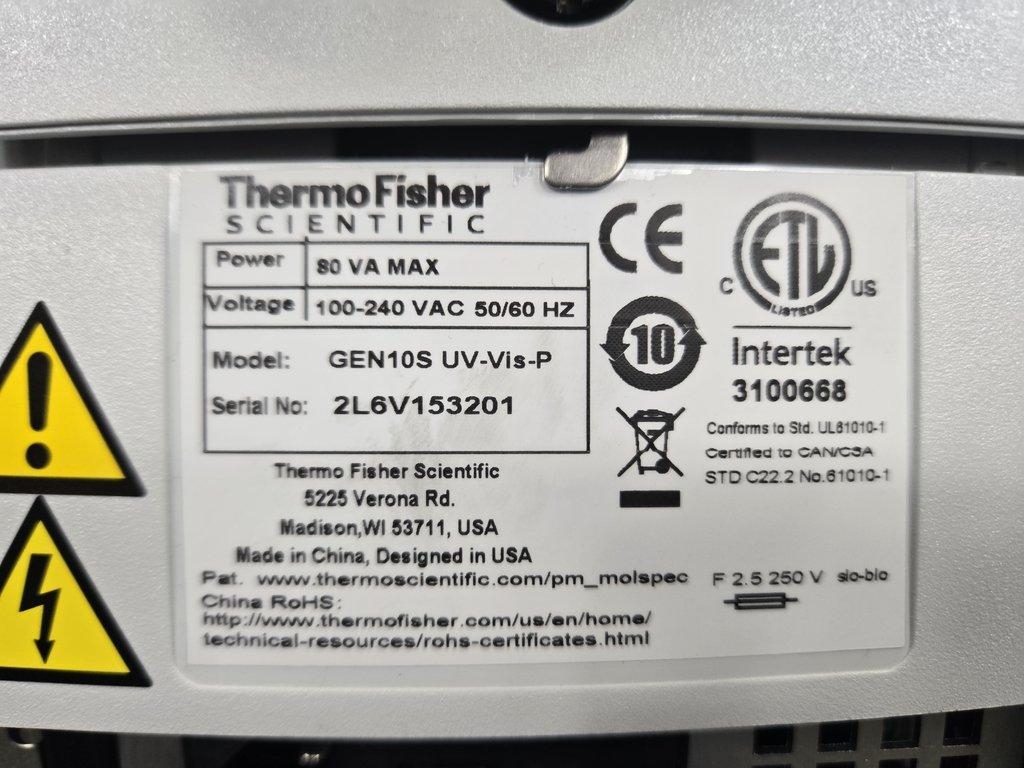 ThermoFisher
SCIENTIFIC
Power 80 VA MAX
Voltage 100-240 VAC 50/60 HZ
Model: GEN10S UV-Vis-P
Serial No: 2L6V153201
Thermo Fisher Scientific
5225 Verona Rd.
Madison,WI 53711, USA
Made in China, Designed in USA
Pat. www.thermoscientific.com/pm_molspec
China RoHS:
http://www.thermofisher.com/us/en/home/
technical-resources/rohs-certificates.html
CE
10
C ETL US
LISTED
Intertek
3100668
Conforms to Std. UL61010-1
Certified to CAN/CSA
STD C22.2 No.61010-1
F 2.5 250 V slo-blo